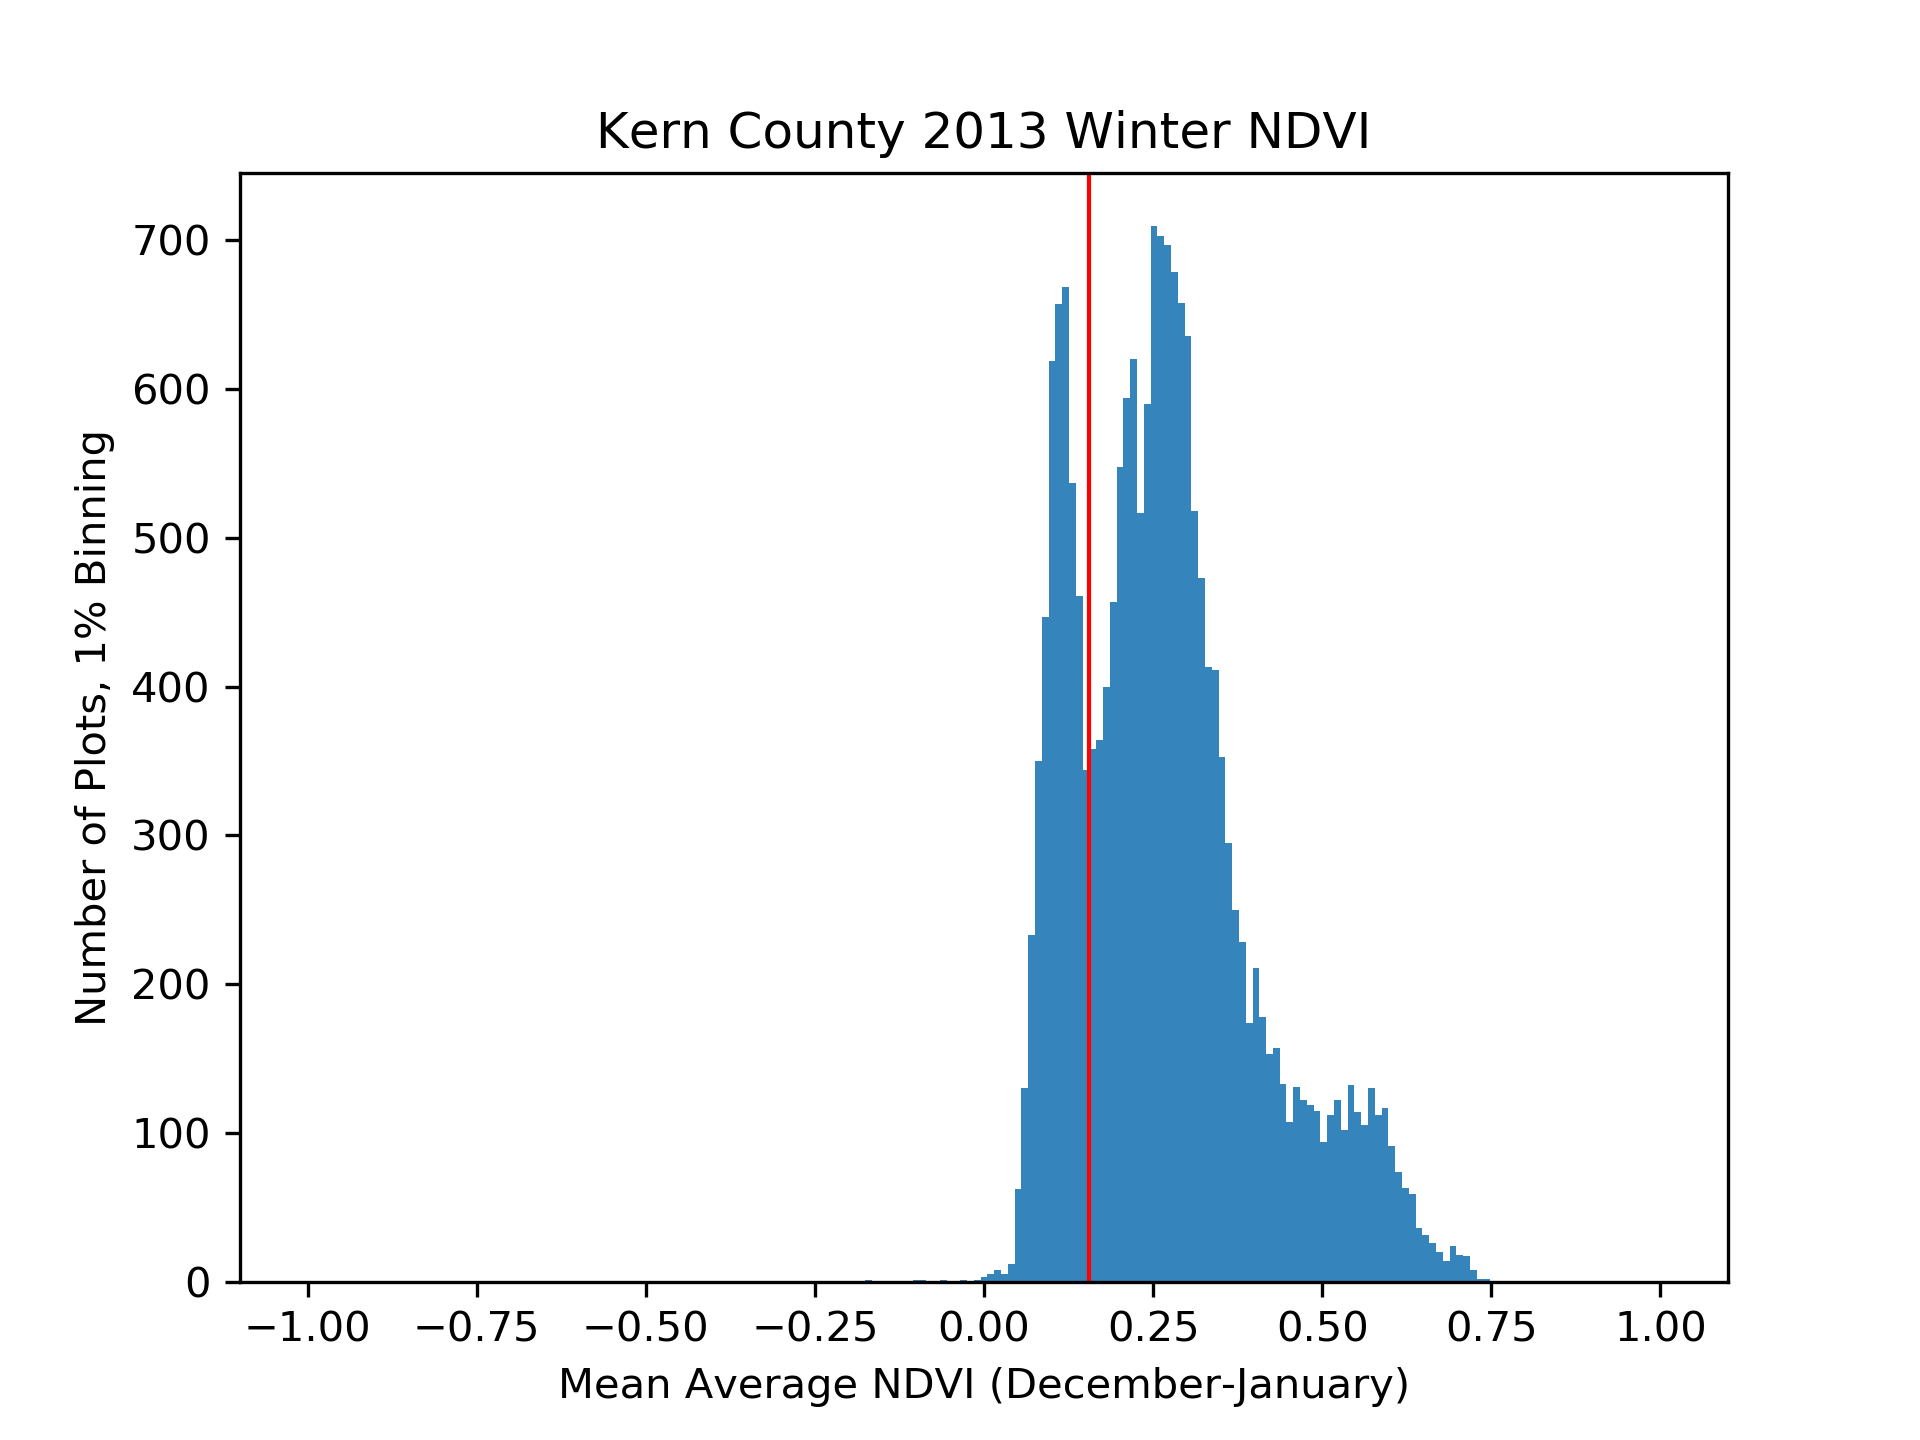 Kern County 2013 Winter NDVI
700
600
500
400
300
200
100
0
Number of Plots, 1% Binning
−1.00 −0.75 −0.50 −0.25 0.00 0.25 0.50 0.75 1.00
Mean Average NDVI (December-January)